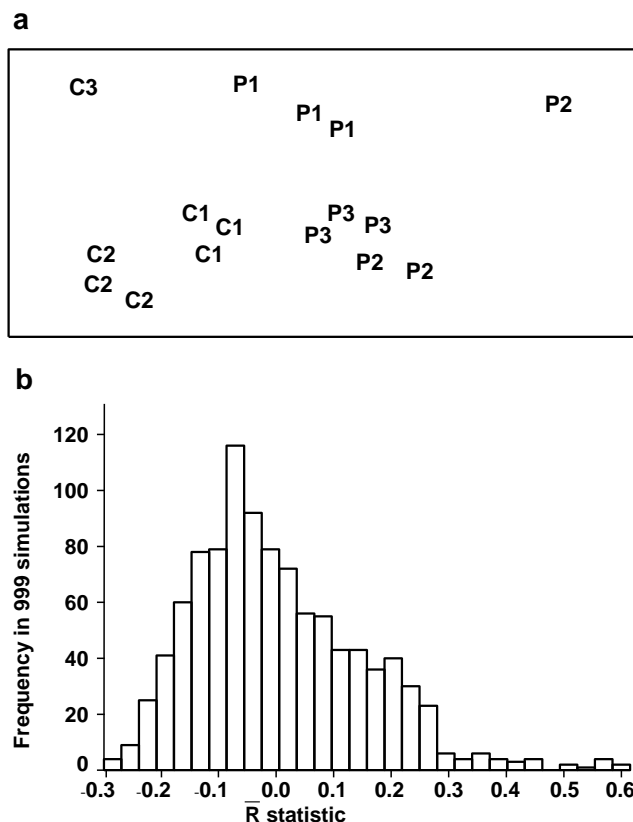 a
C3 P1 P2
P1
P1
C1 P3
C1 P3
P3
C2 C1 P2
P2
C2
C2
b
120
100
80
60
40
20
0
Frequency in 999 simulations
-0.3 -0.2 -0.1 0.0 0.1 0.2 0.3 0.4 0.5 0.6
R̅ statistic